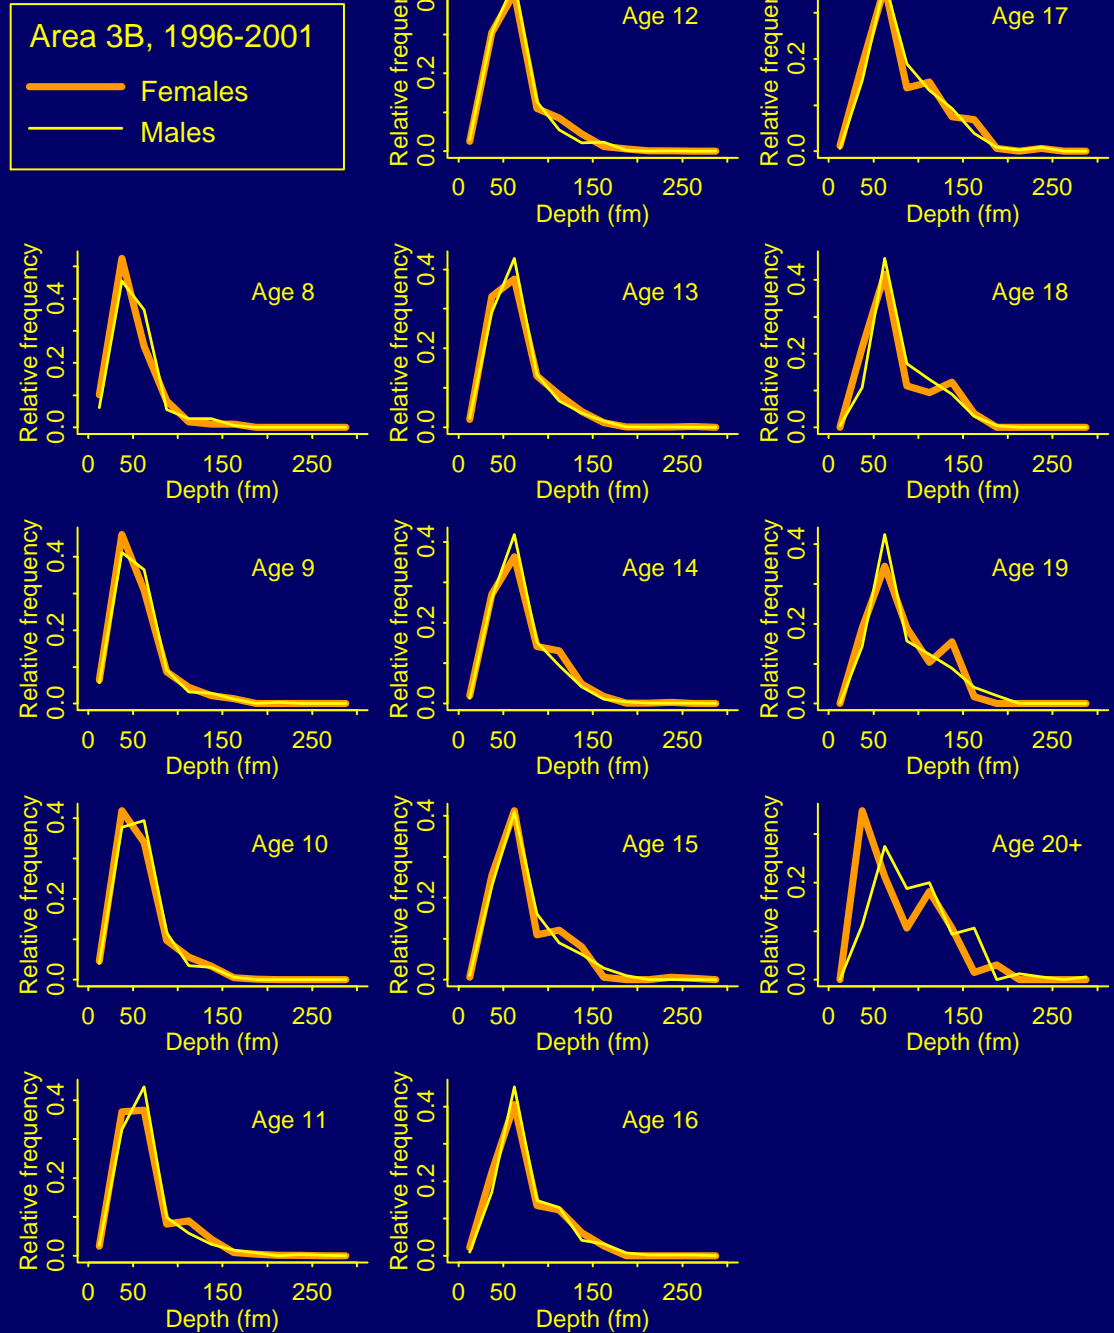 Area 3B, 1996-2001
Females
Males
Age 12
Relative frequency
0.0 0.2
0 50 150 250
Depth (fm)
Age 17
Relative frequency
0.0 0.2
0 50 150 250
Depth (fm)
Age 8
Relative frequency
0.0 0.2 0.4
0 50 150 250
Depth (fm)
Age 13
Relative frequency
0.0 0.2 0.4
0 50 150 250
Depth (fm)
Age 18
Relative frequency
0.0 0.2 0.4
0 50 150 250
Depth (fm)
Age 9
Relative frequency
0.0 0.2 0.4
0 50 150 250
Depth (fm)
Age 14
Relative frequency
0.0 0.2 0.4
0 50 150 250
Depth (fm)
Age 19
Relative frequency
0.0 0.2 0.4
0 50 150 250
Depth (fm)
Age 10
Relative frequency
0.0 0.2 0.4
0 50 150 250
Depth (fm)
Age 15
Relative frequency
0.0 0.2 0.4
0 50 150 250
Depth (fm)
Age 20+
Relative frequency
0.0 0.2
0 50 150 250
Depth (fm)
Age 11
Relative frequency
0.0 0.2 0.4
0 50 150 250
Depth (fm)
Age 16
Relative frequency
0.0 0.2 0.4
0 50 150 250
Depth (fm)